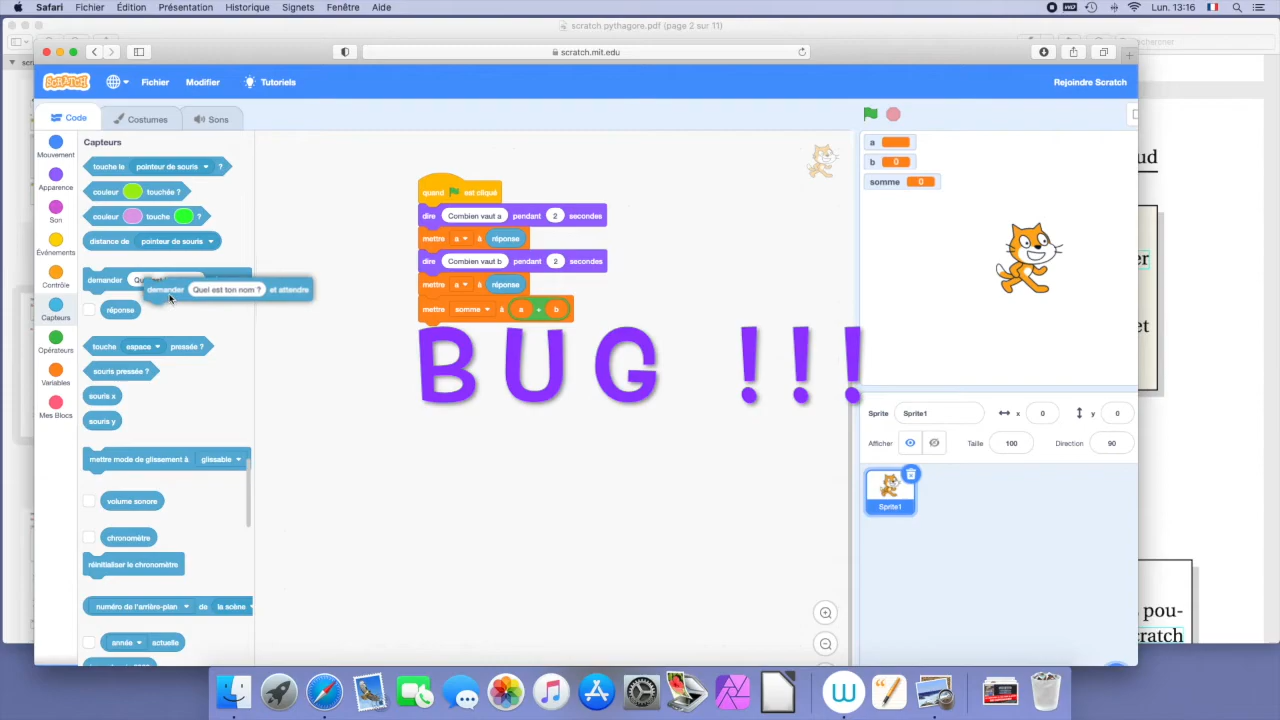 Safari Fichier Édition Présentation Historique Signets Fenêtre Aide Lun. 13:16
scratch pythagore.pdf (page 2 sur 11)
scratch.mit.edu
SCRATCH Fichier Modifier Tutoriels Rejoindre Scratch
Code Costumes Sons
Mouvement
Apparence
Son
Événements
Contrôle
Capteurs
Opérateurs
Variables
Mes Blocs
Capteurs
touche le pointeur de souris ?
couleur touchée ?
couleur touche ?
distance de pointeur de souris
demander
demander Quel est ton nom ? et attendre
réponse
touche espace pressée ?
souris pressée ?
souris x
souris y
mettre mode de glissement à glissable
volume sonore
chronomètre
réinitialiser le chronomètre
numéro de l'arrière-plan de la scène
année actuelle
quand est cliqué
dire Combien vaut a pendant 2 secondes
mettre a à réponse
dire Combien vaut b pendant 2 secondes
mettre a à réponse
mettre somme à a + b
BUG !!!
a
b 0
somme 0
Sprite Sprite1 x 0 y 0
Afficher Taille 100 Direction 90
Sprite1
ud
er
et
pou-
cratch